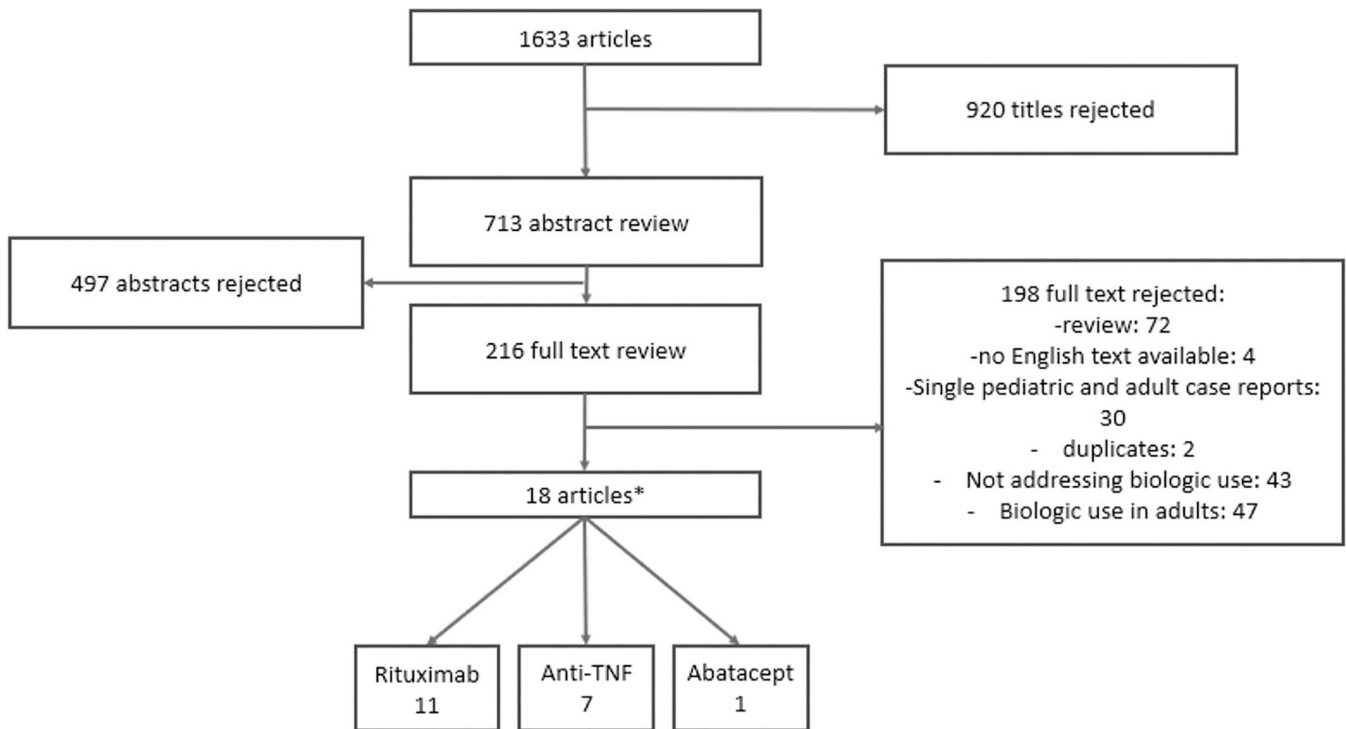 1633 articles
920 titles rejected
713 abstract review
497 abstracts rejected
216 full text review
198 full text rejected:
-review: 72
-no English text available: 4
-Single pediatric and adult case reports:
30
- duplicates: 2
- Not addressing biologic use: 43
- Biologic use in adults: 47
18 articles*
Rituximab
11
Anti-TNF
7
Abatacept
1